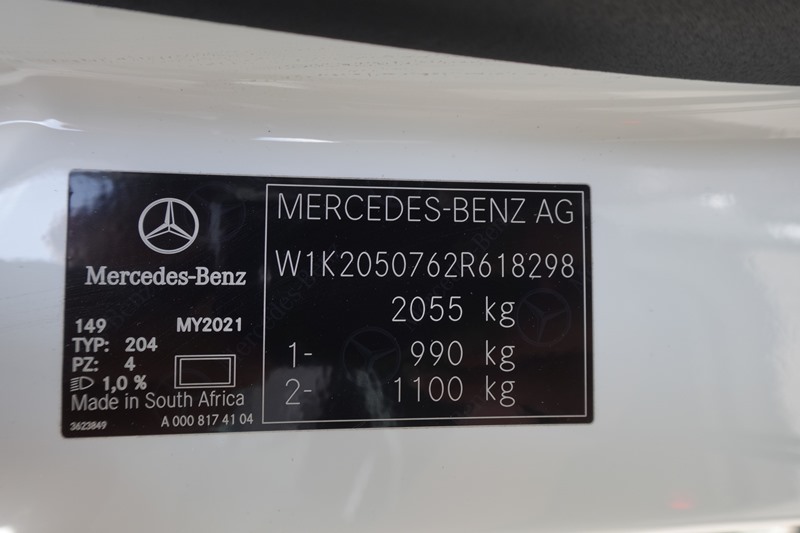 Mercedes-Benz
149 MY2021
TYP: 204
PZ: 4
1,0 %
Made in South Africa
3623849 A 000 817 41 04
MERCEDES-BENZ AG
W1K2050762R618298
2055 kg
1- 990 kg
2- 1100 kg